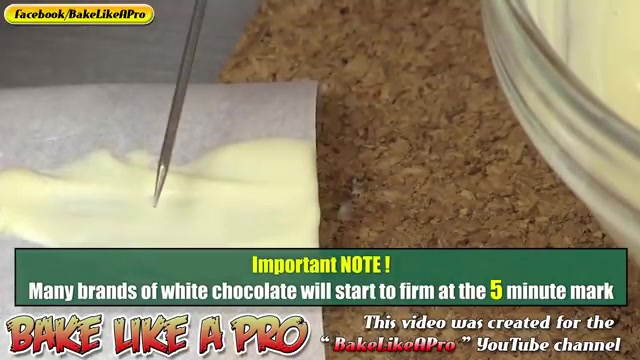 Facebook/BakeLikeAPro
Important NOTE !
Many brands of white chocolate will start to firm at the 5 minute mark
BAKE LIKE A PRO
This video was created for the
“ BakeLikeAPro ” YouTube channel